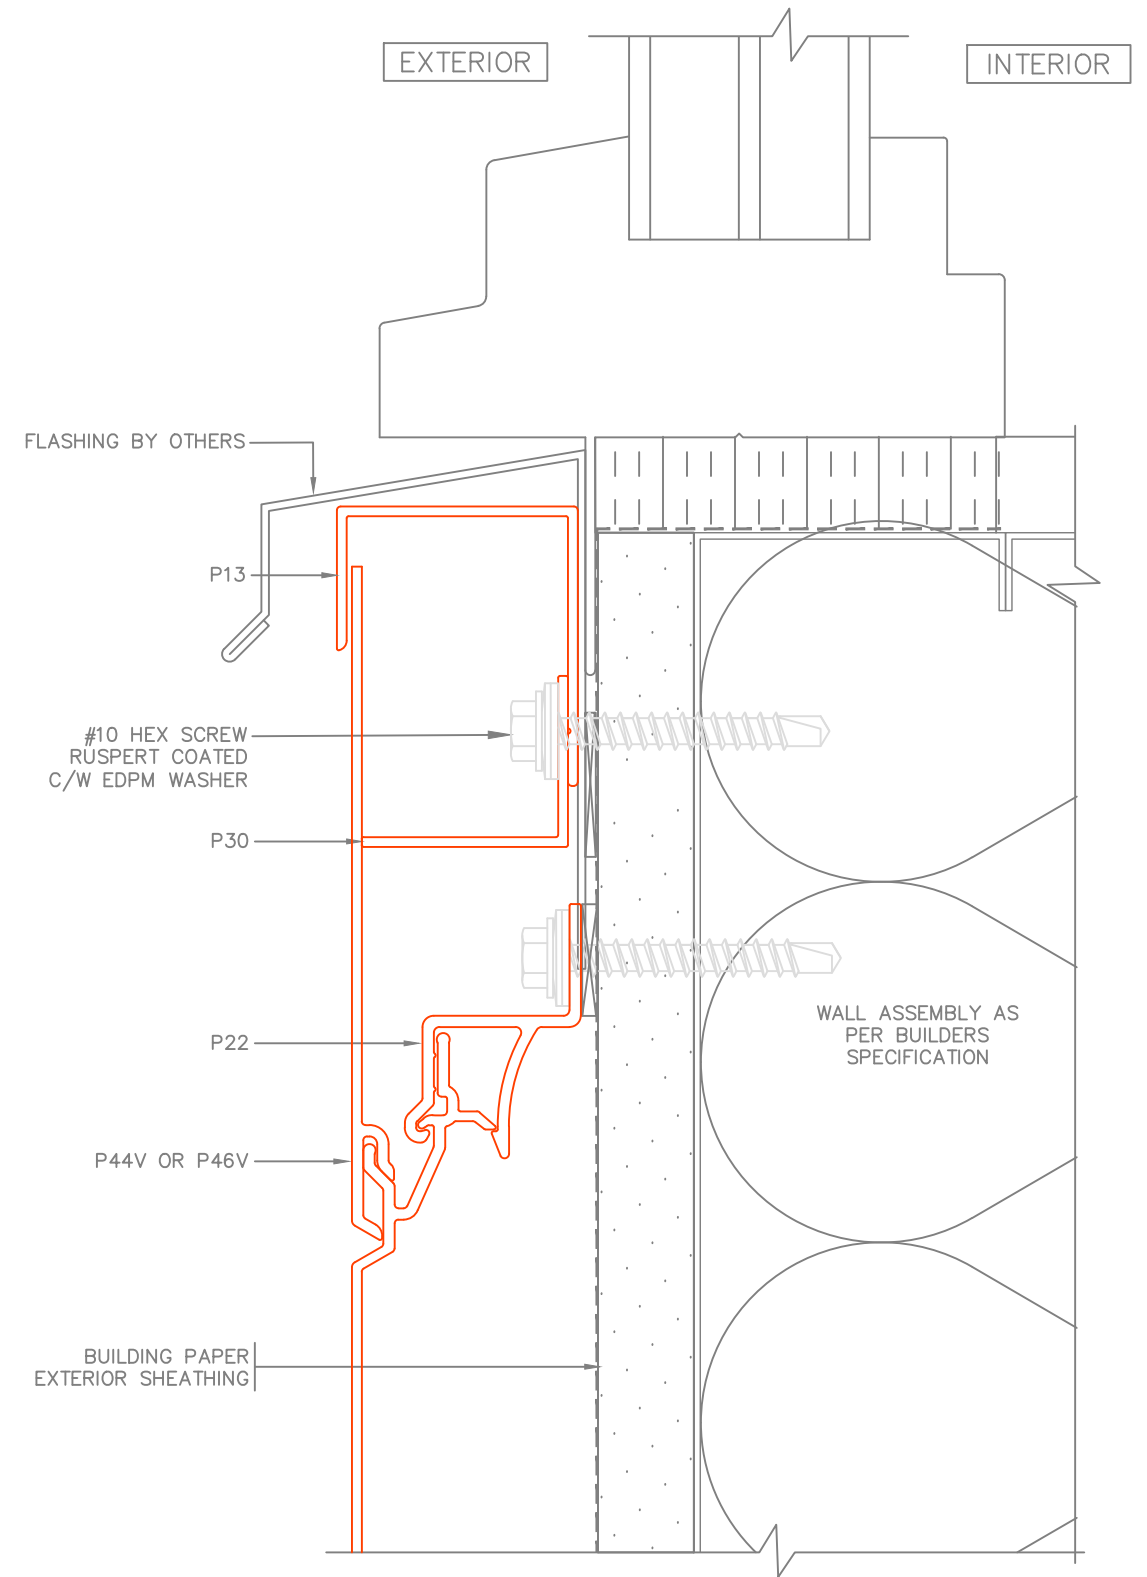 EXTERIOR
INTERIOR
FLASHING BY OTHERS
P13
#10 HEX SCREW
RUSPERT COATED
C/W EDPM WASHER
P30
WALL ASSEMBLY AS
PER BUILDERS
SPECIFICATION
P22
P44V OR P46V
BUILDING PAPER
EXTERIOR SHEATHING